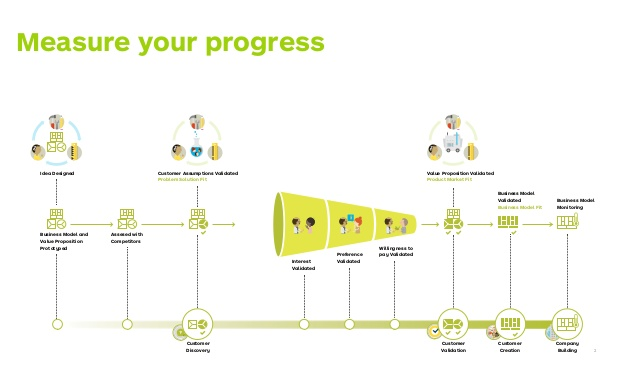 Measure your progress
Idea Designed
Customer Assumptions Validated
Problem Solution Fit
Value Proposition Validated
Product Market Fit
Business Model
Validated
Business Model Fit
Business Model
Monitoring
Business Model and
Value Proposition
Prototyped
Assessed with
Competitors
Interest
Validated
Preference
Validated
Willingness to
pay Validated
Customer
Discovery
Customer
Validation
Customer
Creation
Company
Building